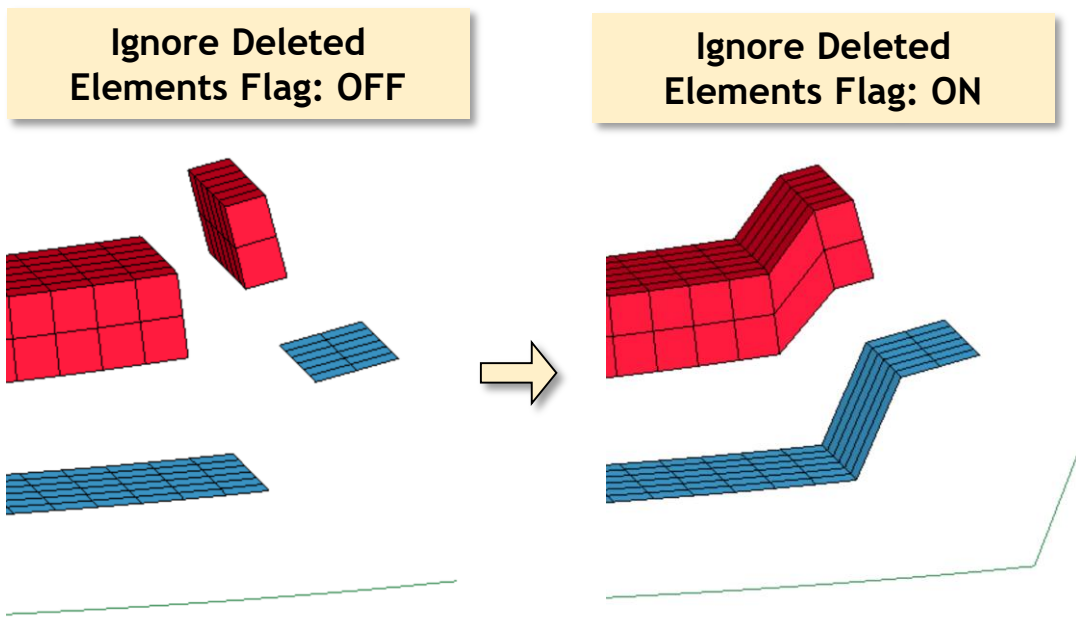 Ignore Deleted
Elements Flag: OFF
Ignore Deleted
Elements Flag: ON